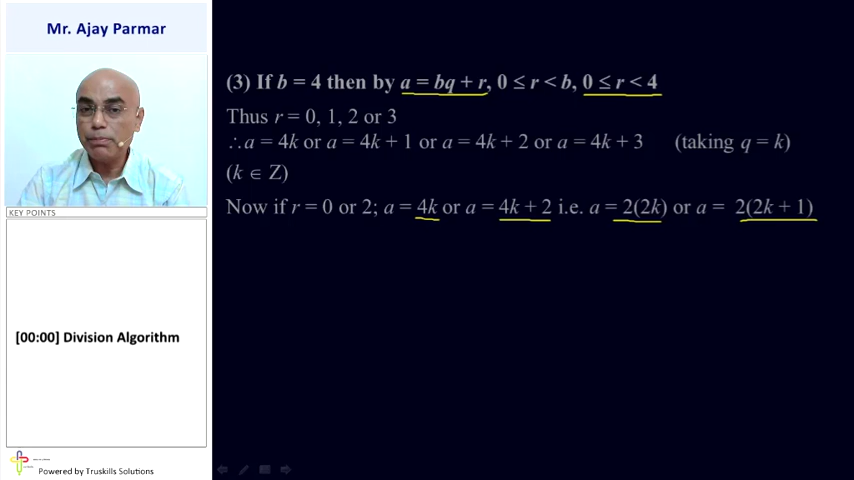 Mr. Ajay Parmar
(3) If b = 4 then by a = bq + r, 0 ≤ r < b, 0 ≤ r < 4
Thus r = 0, 1, 2 or 3
∴a = 4k or a = 4k + 1 or a = 4k + 2 or a = 4k + 3 (taking q = k)
(k ∈ Z)
Now if r = 0 or 2; a = 4k or a = 4k + 2 i.e. a = 2(2k) or a = 2(2k + 1)
KEY POINTS
[00:00] Division Algorithm
Powered by Truskills Solutions